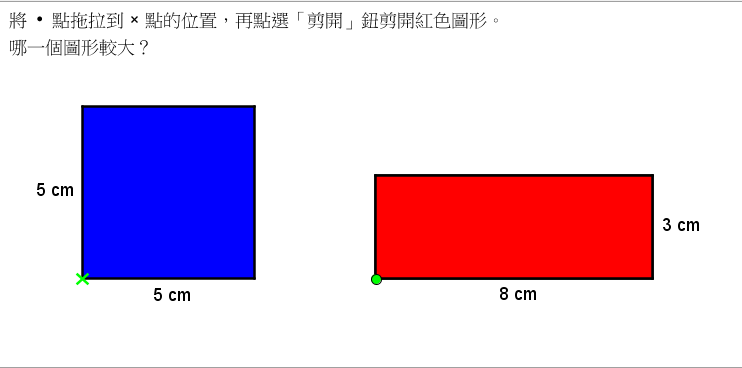 將 • 點拖拉到 × 點的位置，再點選「剪開」鈕剪開紅色圖形。
哪一個圖形較大？
5 cm
3 cm
5 cm
8 cm